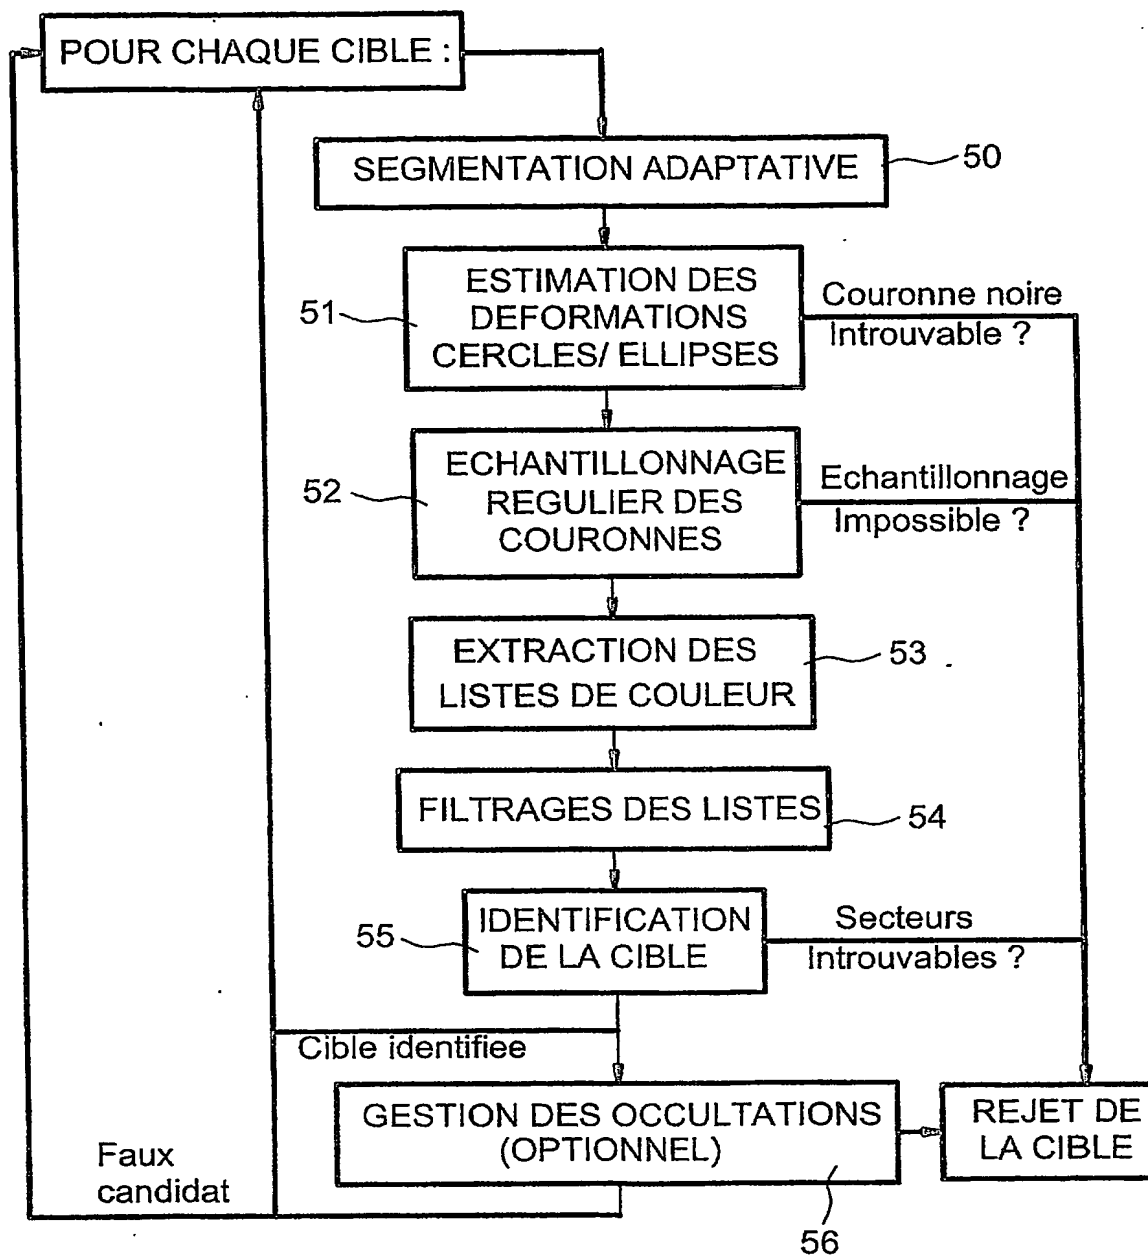 POUR CHAQUE CIBLE :
SEGMENTATION ADAPTATIVE
50
ESTIMATION DES
DEFORMATIONS
CERCLES/ ELLIPSES
51
Couronne noire
Introuvable ?
ECHANTILLONNAGE
REGULIER DES
COURONNES
52
Echantillonnage
Impossible ?
EXTRACTION DES
LISTES DE COULEUR
53
FILTRAGES DES LISTES
54
IDENTIFICATION
DE LA CIBLE
55
Secteurs
Introuvables ?
Cible identifiee
GESTION DES OCCULTATIONS
(OPTIONNEL)
REJET DE
LA CIBLE
Faux
candidat
56